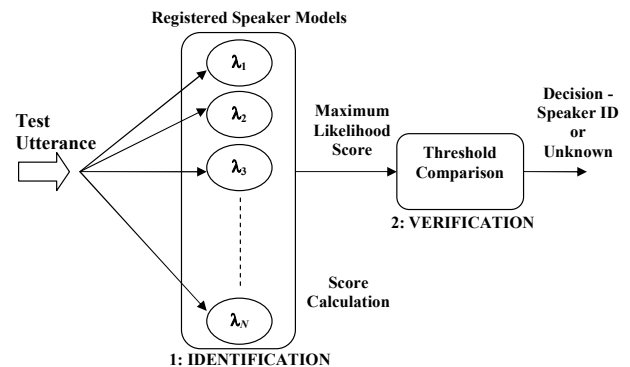 Registered Speaker Models
λ1
λ2
λ3
λN
Test
Utterance
Maximum
Likelihood
Score
Score
Calculation
1: IDENTIFICATION
Threshold
Comparison
2: VERIFICATION
Decision -
Speaker ID
or
Unknown